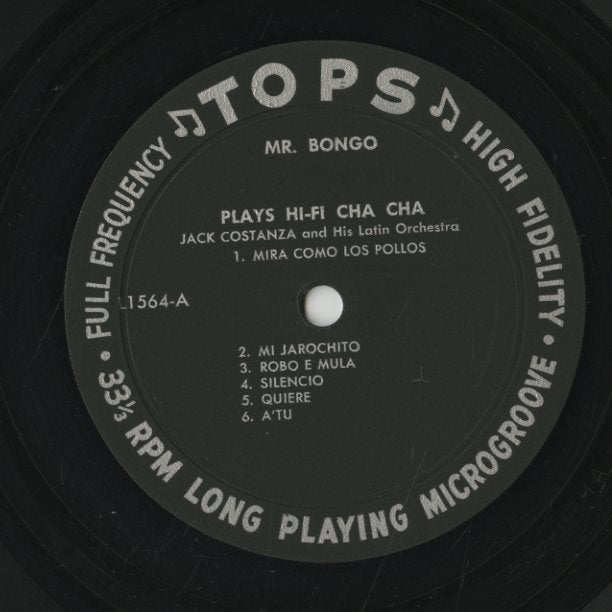 TOPS
FULL FREQUENCY
HIGH FIDELITY
MR. BONGO
PLAYS HI-FI CHA CHA
JACK COSTANZA and His Latin Orchestra
1. MIRA COMO LOS POLLOS
L1564-A
2. MI JAROCHITO
3. ROBO E MULA
4. SILENCIO
5. QUIERE
6. A'TU
33⅓ RPM LONG PLAYING MICROGROOVE